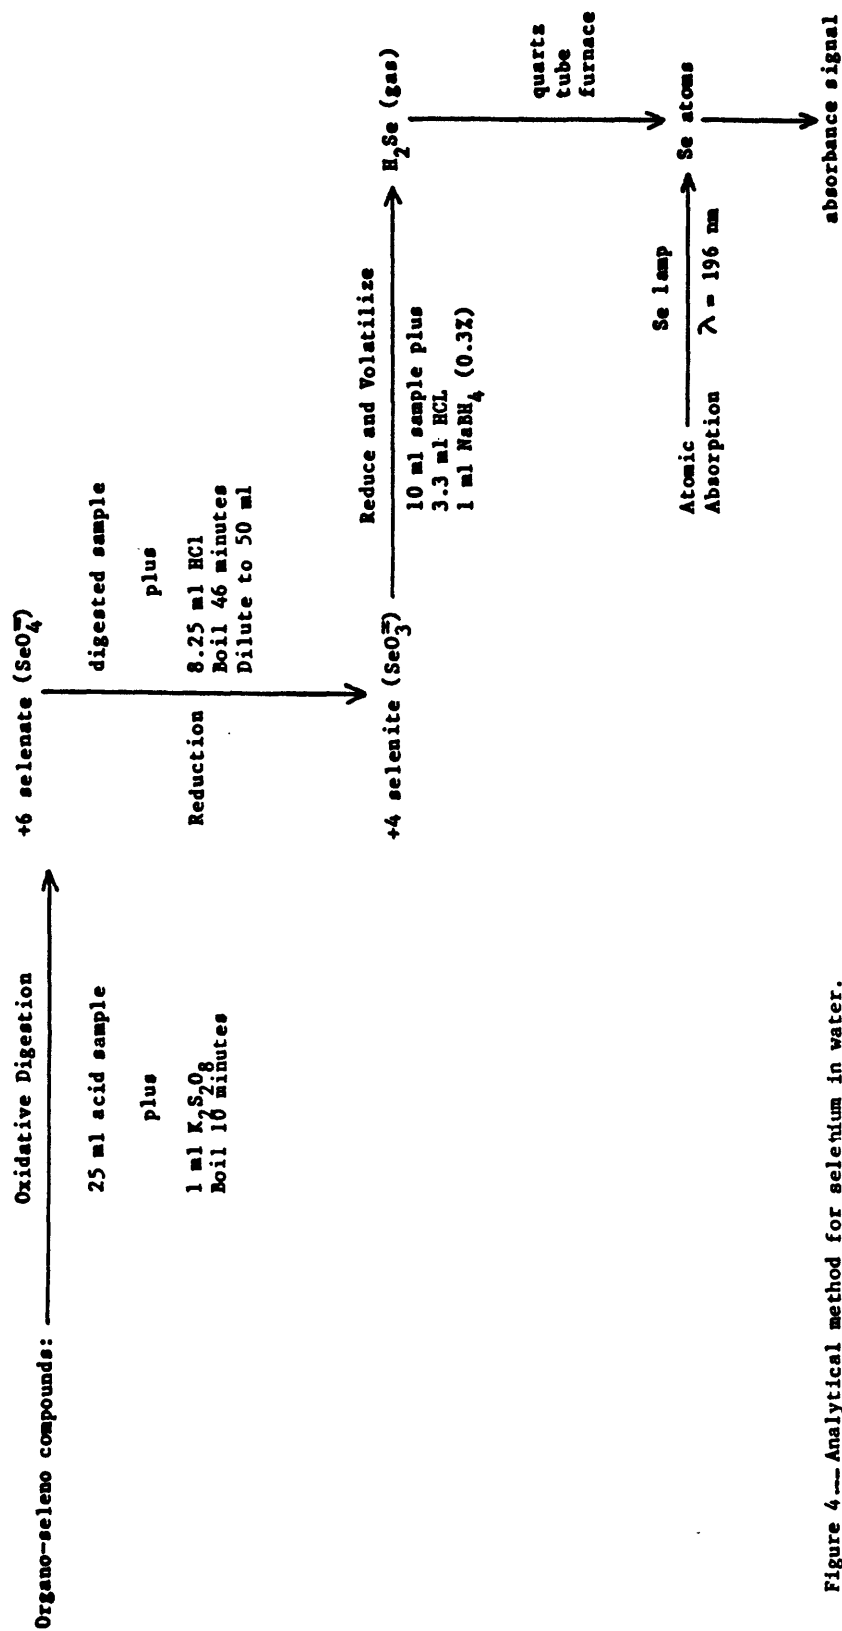 Organo-seleno compounds:
Oxidative Digestion
25 ml acid sample
plus
1 ml K2S2O8
Boil 10 minutes
+6 selenate (SeO4=)
Reduction
digested sample
plus
8.25 ml HCl
Boil 46 minutes
Dilute to 50 ml
+4 selenite (SeO3=)
Reduce and Volatilize
10 ml sample plus
3.3 ml HCL
1 ml NaBH4 (0.3%)
H2Se (gas)
quartz
tube
furnace
Atomic
Absorption
Se lamp
λ = 196 nm
Se atoms
absorbance signal
Figure 4 -- Analytical method for selenium in water.